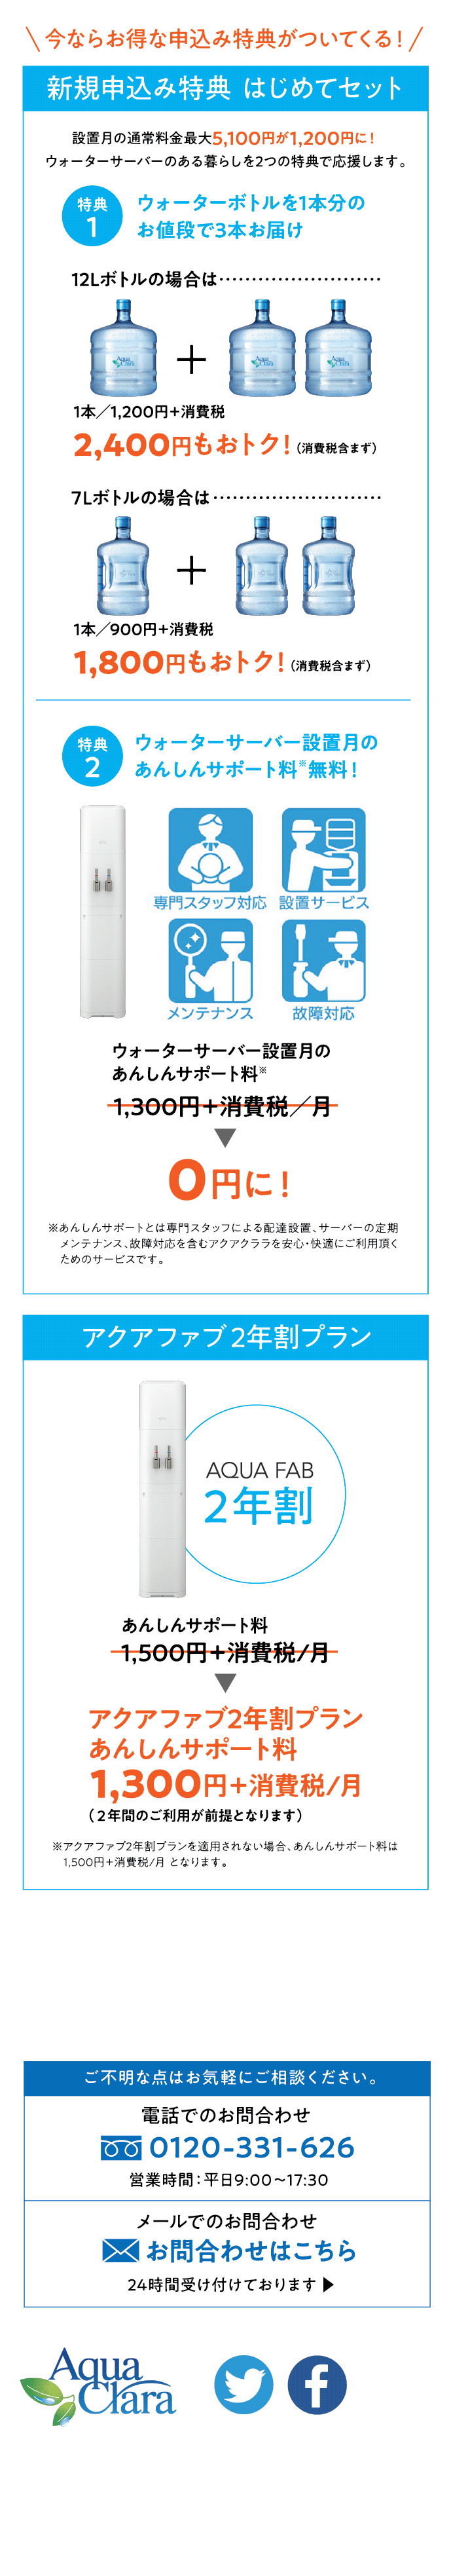 今ならお得な申込み特典がついてくる！
新規申込み特典 はじめてセット
設置月の通常料金最大5,100円が1,200円に！
ウォーターサーバーのある暮らしを2つの特典で応援します。
特典
1
ウォーターボトルを1本分の
お値段で3本お届け
12Lボトルの場合は
Aqua Clara
＋
Aqua Clara
Aqua Clara
1本／1,200円＋消費税
2,400円もおトク！（消費税含まず）
7Lボトルの場合は
＋
1本／900円＋消費税
1,800円もおトク！（消費税含まず）
特典
2
ウォーターサーバー設置月の
あんしんサポート料※無料！
専門スタッフ対応 設置サービス
メンテナンス 故障対応
ウォーターサーバー設置月の
あんしんサポート料※
1,300円＋消費税／月
0円に！
※あんしんサポートとは専門スタッフによる配達設置、サーバーの定期
メンテナンス、故障対応を含むアクアクララを安心・快適にご利用頂く
ためのサービスです。
アクアファブ2年割プラン
AQUA FAB
2年割
あんしんサポート料
1,500円＋消費税/月
アクアファブ2年割プラン
あんしんサポート料
1,300円＋消費税/月
（２年間のご利用が前提となります）
※アクアファブ2年割プランを適用されない場合、あんしんサポート料は
1,500円＋消費税/月 となります。
ご不明な点はお気軽にご相談ください。
電話でのお問合わせ
0120-331-626
営業時間：平日9:00〜17:30
メールでのお問合わせ
お問合わせはこちら
24時間受け付けております ▶
Aqua
Clara